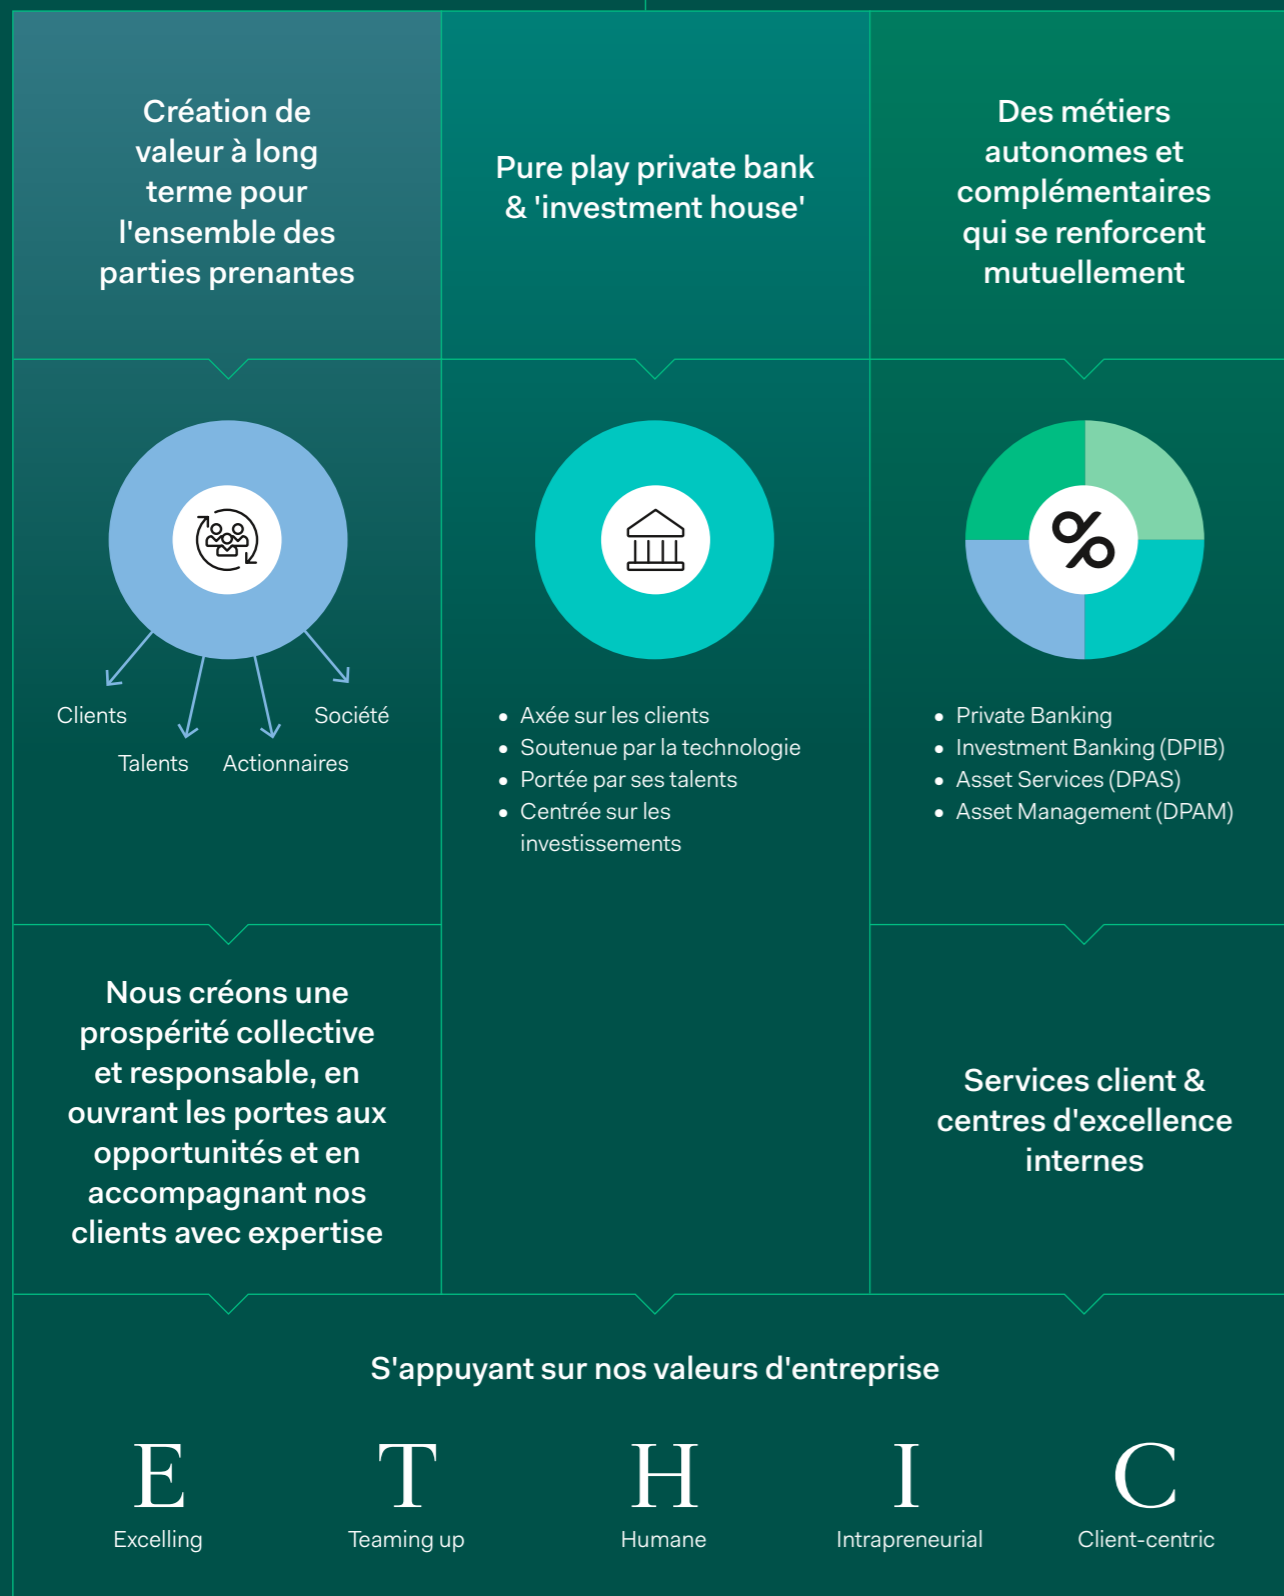 Création de
valeur à long
terme pour
l'ensemble des
parties prenantes
Pure play private bank
& 'investment house'
Des métiers
autonomes et
complémentaires
qui se renforcent
mutuellement
Clients
Talents
Actionnaires
Société
• Axée sur les clients
• Soutenue par la technologie
• Portée par ses talents
• Centrée sur les
investissements
• Private Banking
• Investment Banking (DPIB)
• Asset Services (DPAS)
• Asset Management (DPAM)
Nous créons une
prospérité collective
et responsable, en
ouvrant les portes aux
opportunités et en
accompagnant nos
clients avec expertise
Services client &
centres d'excellence
internes
S'appuyant sur nos valeurs d'entreprise
E
Excelling
T
Teaming up
H
Humane
I
Intrapreneurial
C
Client-centric